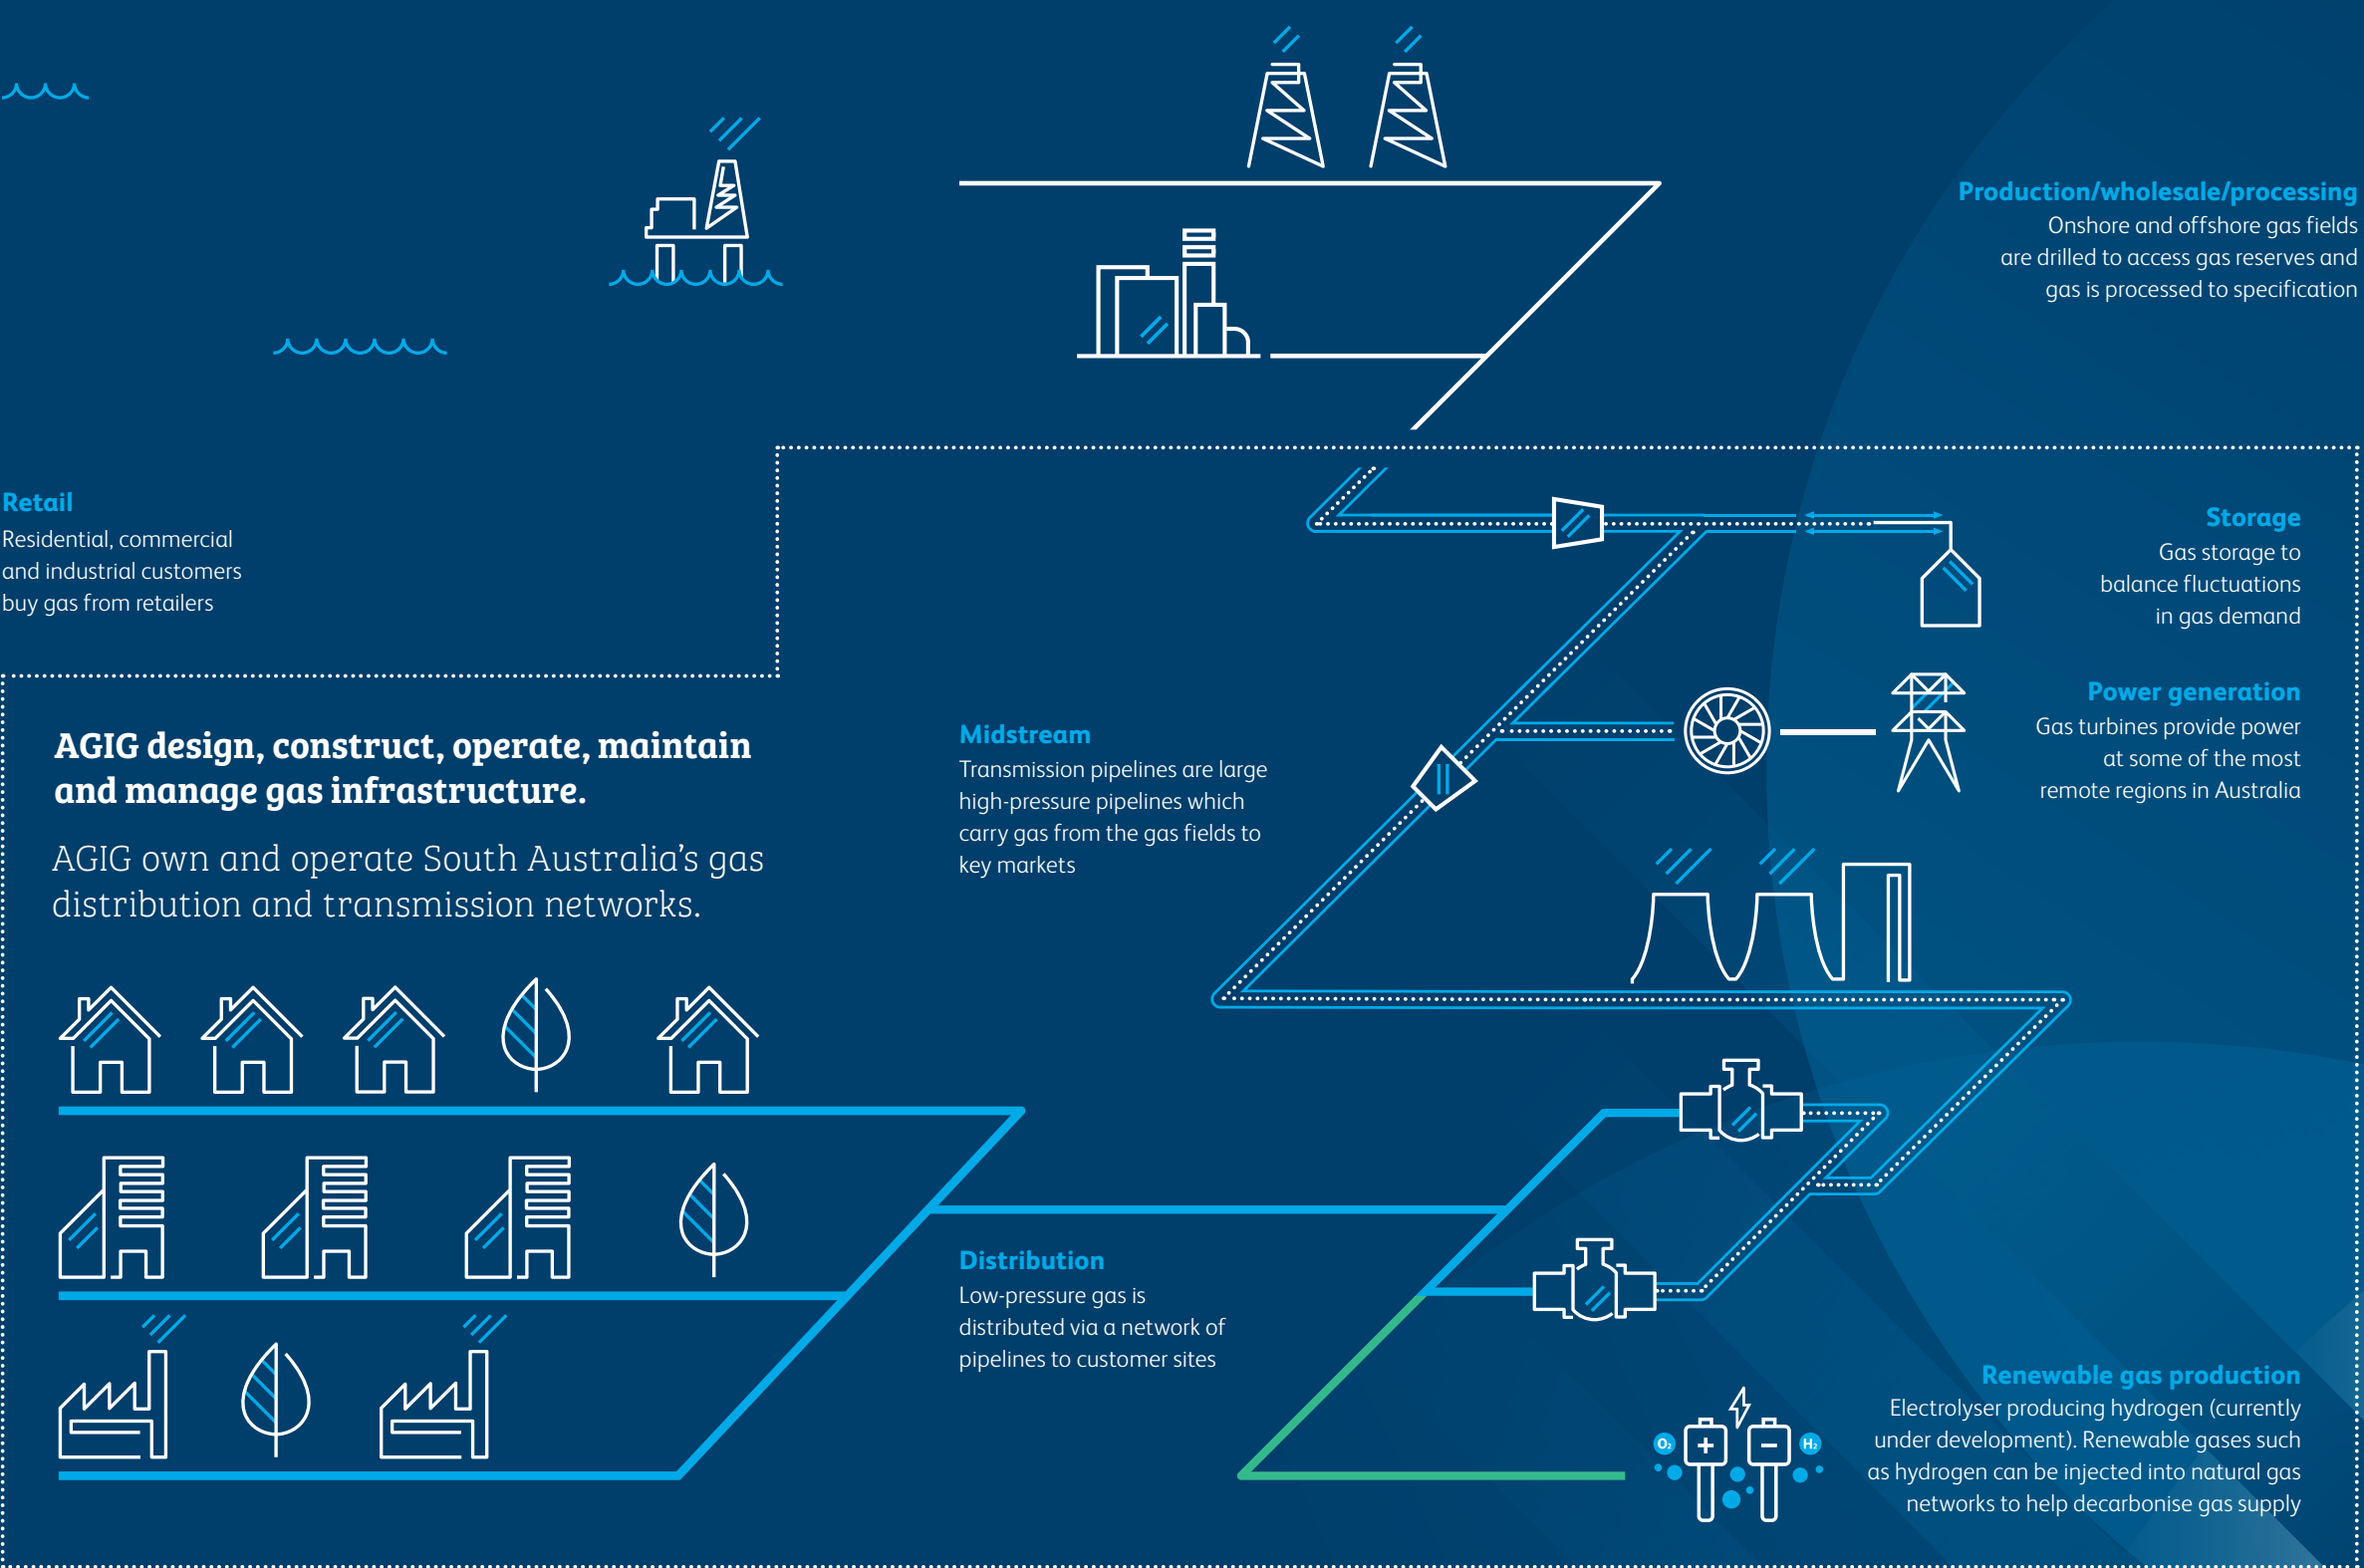 Production/wholesale/processing
Onshore and offshore gas fields
are drilled to access gas reserves and
gas is processed to specification
Retail
Residential, commercial
and industrial customers
buy gas from retailers
Storage
Gas storage to
balance fluctuations
in gas demand
Power generation
Gas turbines provide power
at some of the most
remote regions in Australia
AGIG design, construct, operate, maintain
and manage gas infrastructure.
AGIG own and operate South Australia’s gas
distribution and transmission networks.
Midstream
Transmission pipelines are large
high-pressure pipelines which
carry gas from the gas fields to
key markets
Distribution
Low-pressure gas is
distributed via a network of
pipelines to customer sites
Renewable gas production
Electrolyser producing hydrogen (currently
under development). Renewable gases such
as hydrogen can be injected into natural gas
networks to help decarbonise gas supply
O₂ + − H₂